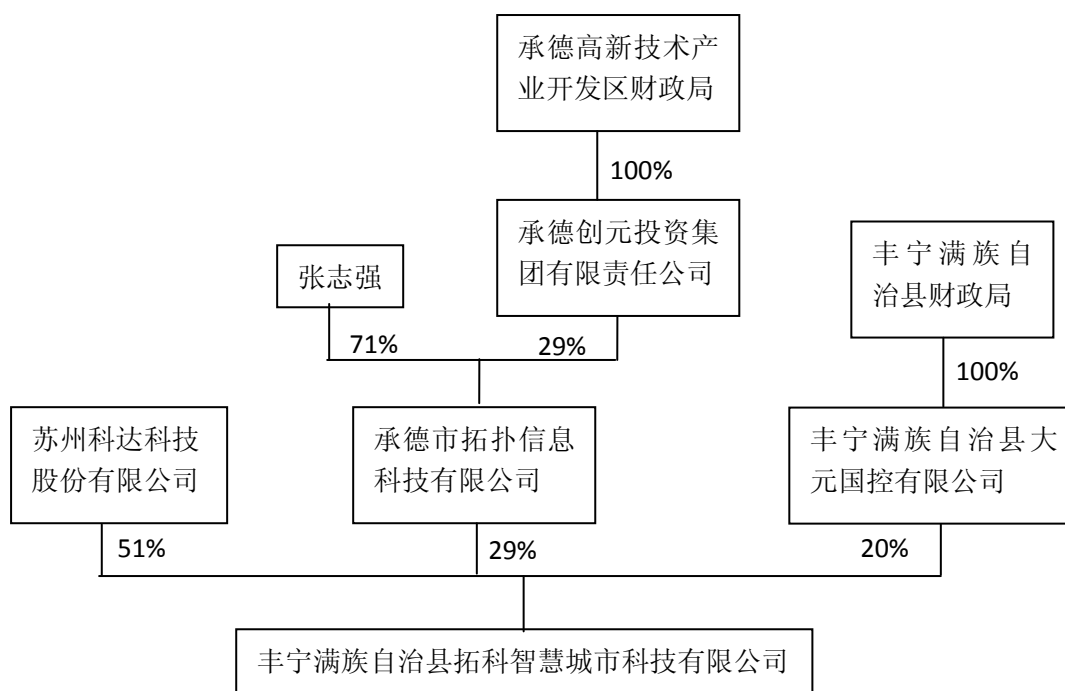 承德高新技术产
业开发区财政局
100%
承德创元投资集
团有限责任公司
张志强
丰宁满族自
治县财政局
71%
29%
100%
苏州科达科技
股份有限公司
承德市拓扑信息
科技有限公司
丰宁满族自治县大
元国控有限公司
51%
29%
20%
丰宁满族自治县拓科智慧城市科技有限公司